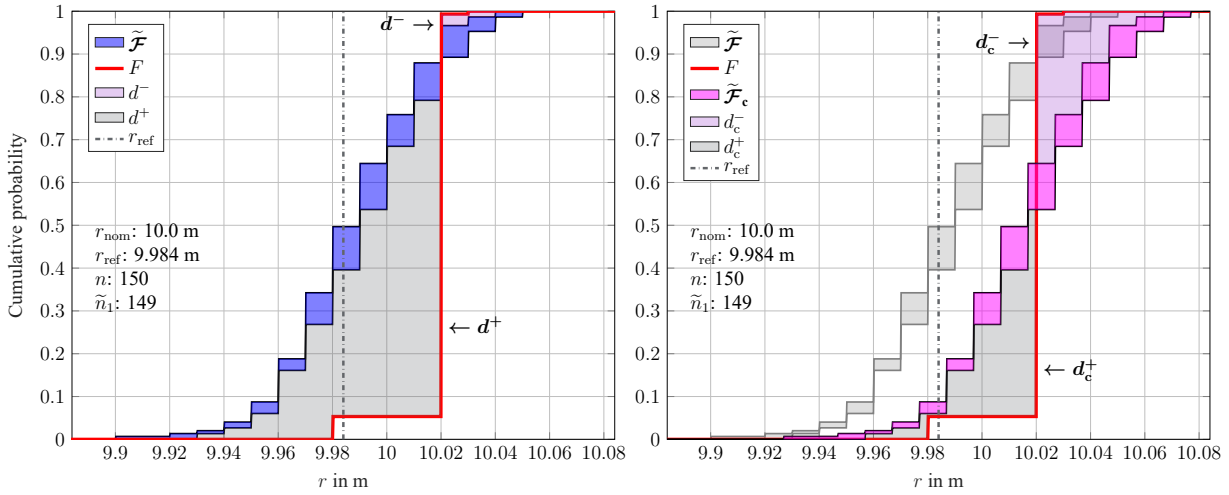 Cumulative probability
1
0.9
0.8
0.7
0.6
0.5
0.4
0.3
0.2
0.1
0
9.9 9.92 9.94 9.96 9.98 10 10.02 10.04 10.06 10.08
r in m
𝓕̃
F
d⁻
d⁺
r_ref
r_nom: 10.0 m
r_ref: 9.984 m
n: 150
ñ₁: 149
d⁻ →
← d⁺
1
0.9
0.8
0.7
0.6
0.5
0.4
0.3
0.2
0.1
0
9.9 9.92 9.94 9.96 9.98 10 10.02 10.04 10.06 10.08
r in m
𝓕̃
F
𝓕̃_c
d_c⁻
d_c⁺
r_ref
r_nom: 10.0 m
r_ref: 9.984 m
n: 150
ñ₁: 149
d_c⁻ →
← d_c⁺